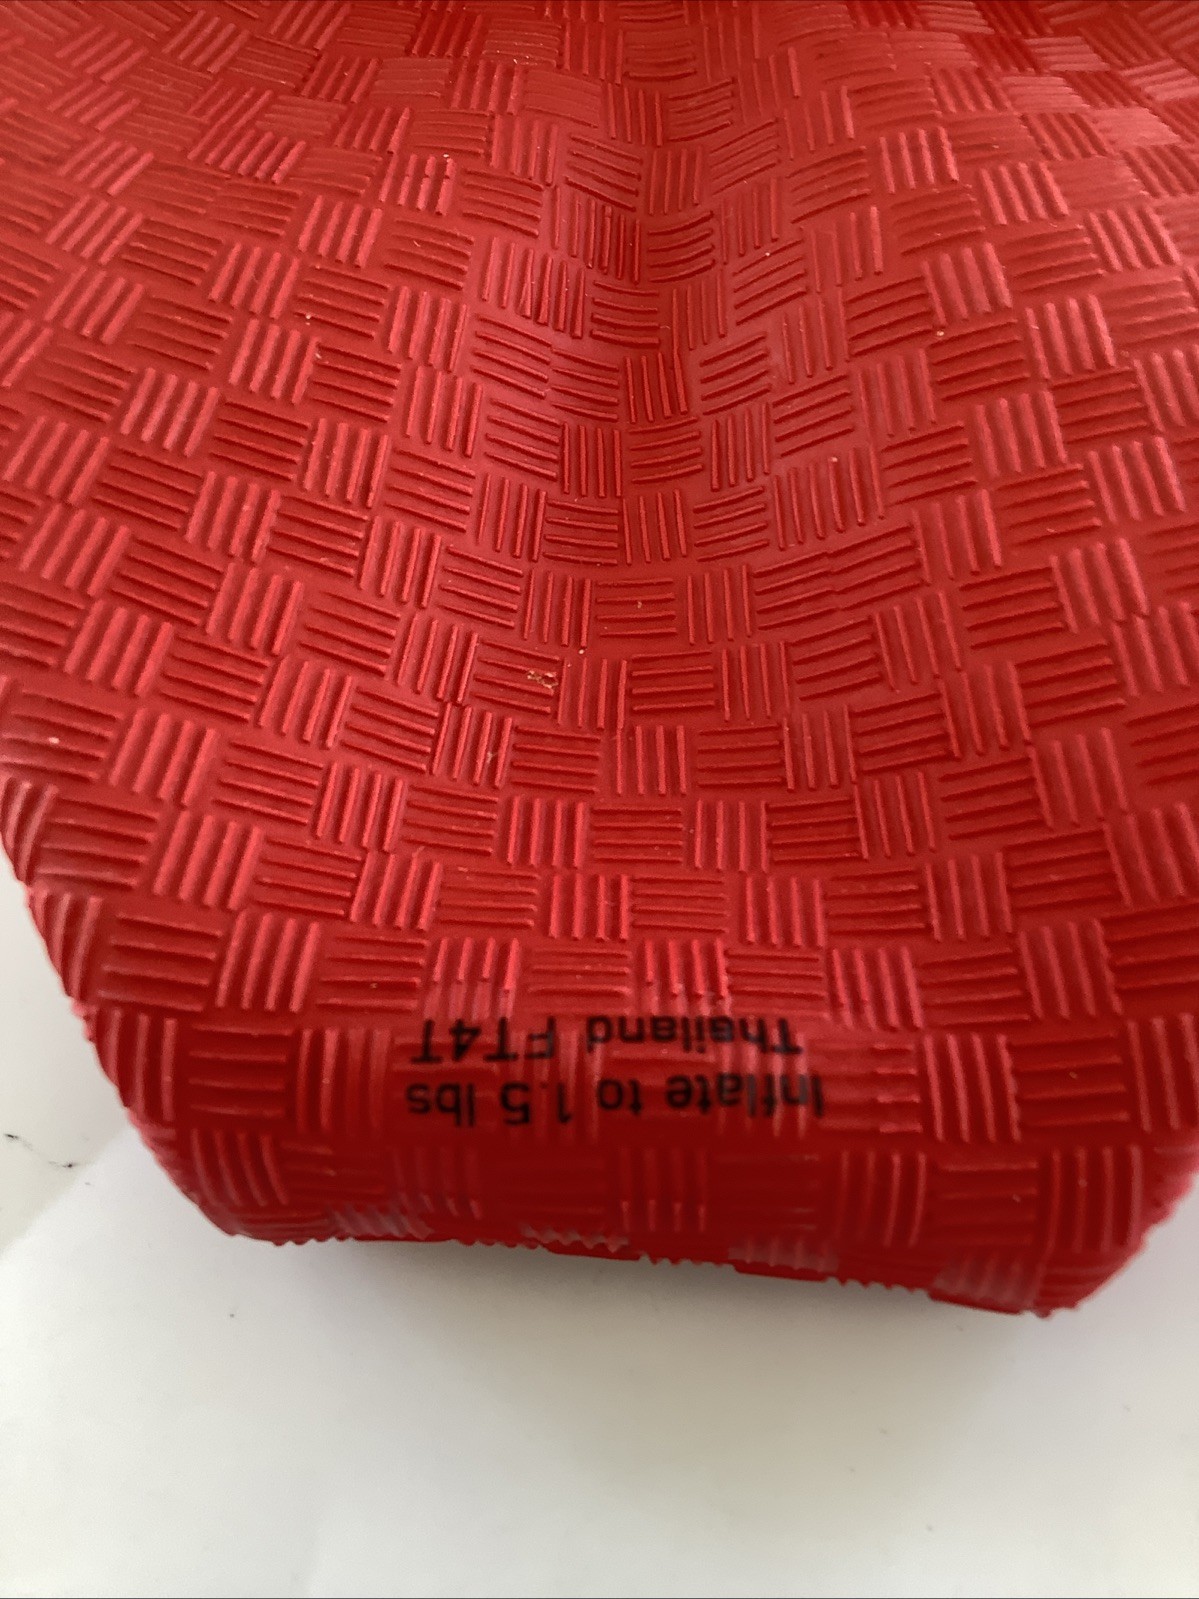 Inflate to 1.5 lbs
Thailand FT4T